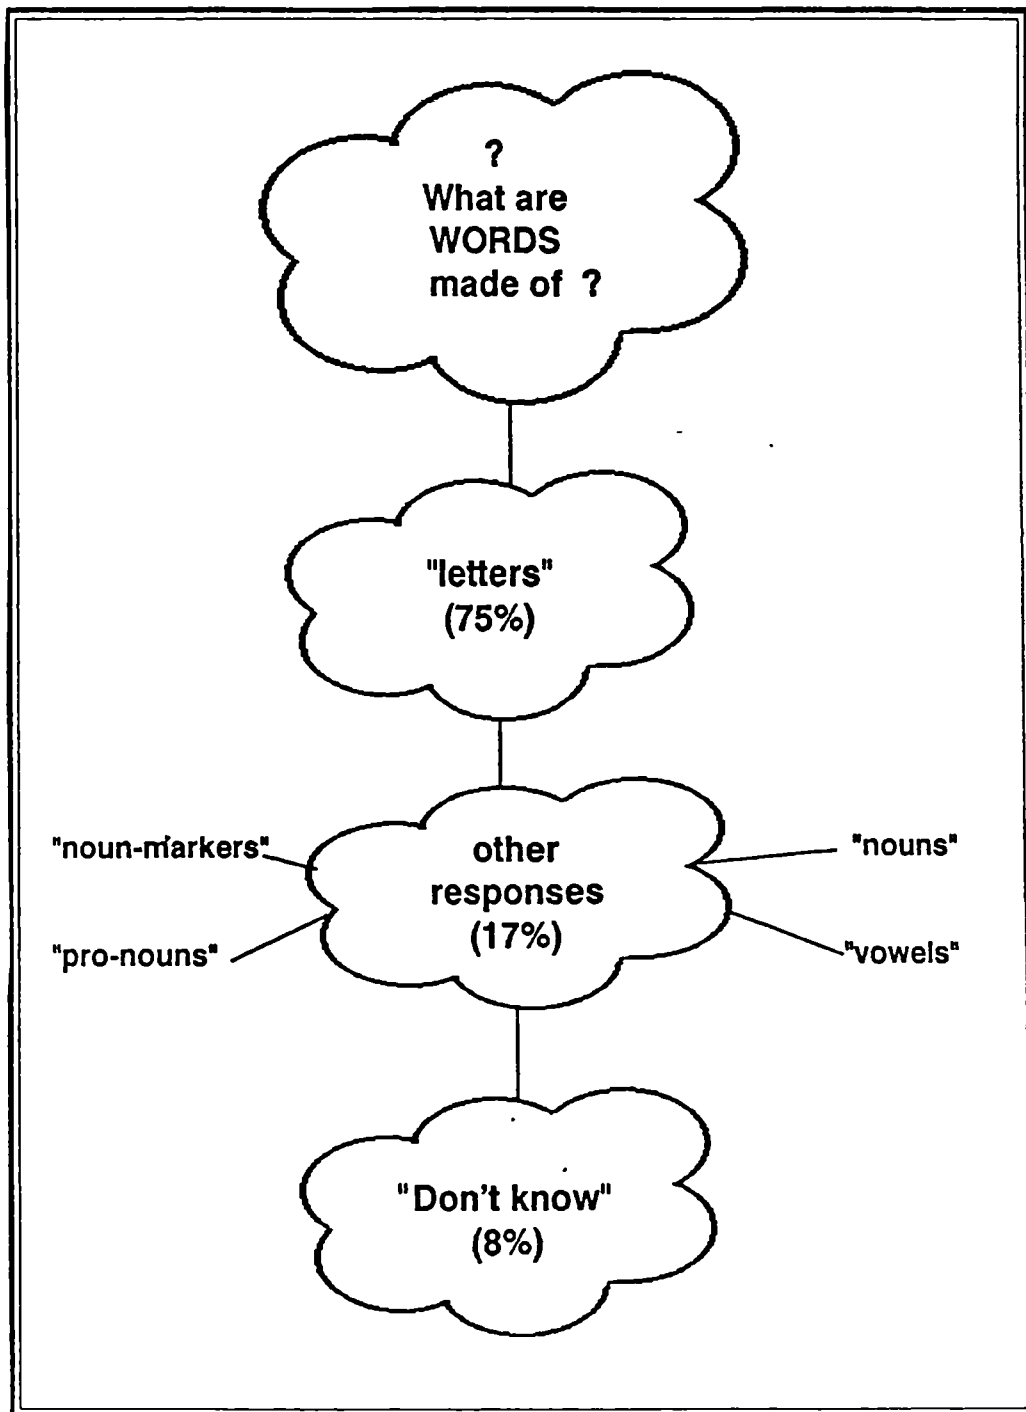 ?
What are
WORDS
made of ?
"letters"
(75%)
"noun-markers"
other
responses
(17%)
"nouns"
"pro-nouns"
"vowels"
"Don't know"
(8%)